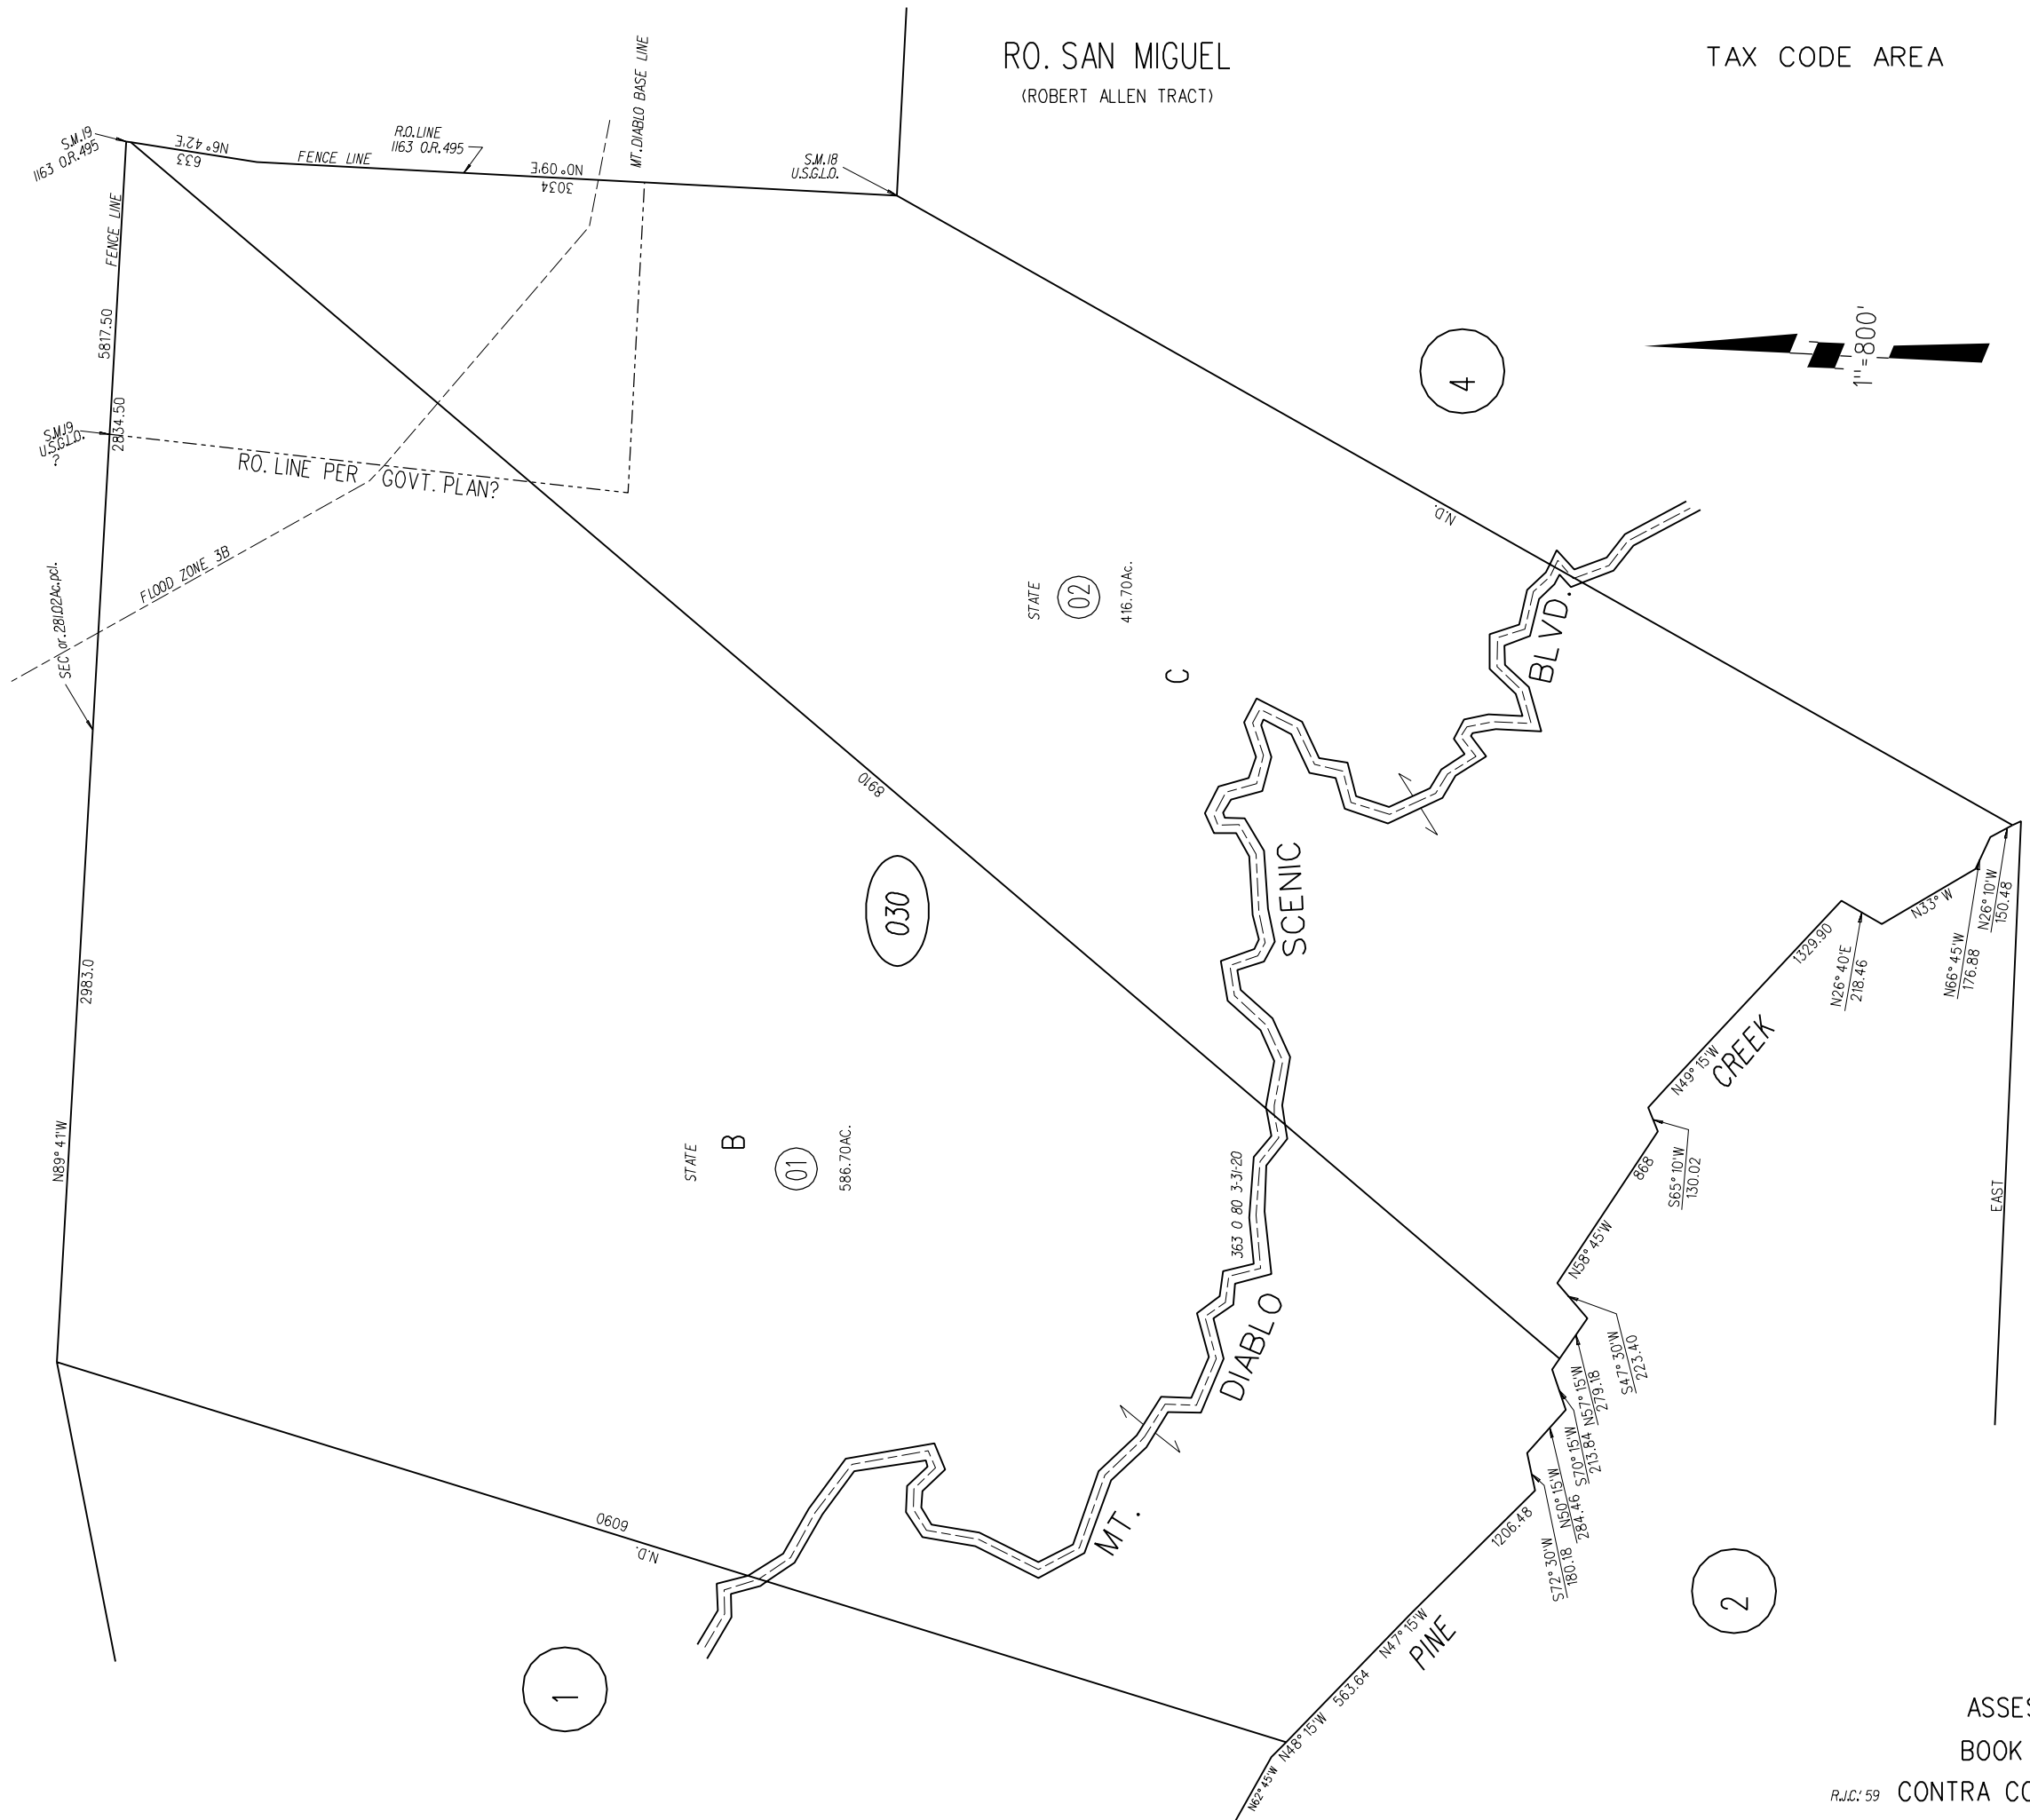 RO. SAN MIGUEL
(ROBERT ALLEN TRACT)
TAX CODE AREA
S.M.19
1163 O.R. 495
N6°42'E
633
FENCE LINE
R.O. LINE
1163 O.R. 495
N0°09'E
3034
MT. DIABLO BASE LINE
S.M.18
U.S.G.L.O.
FENCE LINE
5817.50
2834.50
S.M.19
U.S.G.L.O.
?
RO. LINE PER GOVT. PLAN?
FLOOD ZONE 3B
SEC or. 281.02Ac.pcl.
2983.0
N89°41'W
4
1"=800'
N.D.
STATE
02
416.70Ac.
C
BLVD.
8910
030
SCENIC
STATE
B
01
586.70AC.
363 O 80 3-31-20
DIABLO
MT.
6090
N.D.
1
N26°10'W
150.48
N33°W
N66°45'W
176.88
N26°40'E
218.46
1329.90
N49°15'W
CREEK
S65°10'W
130.02
868
N58°45'W
EAST
S47°30'W
223.40
N57°15'W
279.18
S70°15'W
213.84
N50°15'W
284.46
S72°30'W
180.18
1206.48
N47°15'W
PINE
563.64
N48°15'W
N62°45'W
2
ASSES
BOOK
R.J.C.'59 CONTRA CO